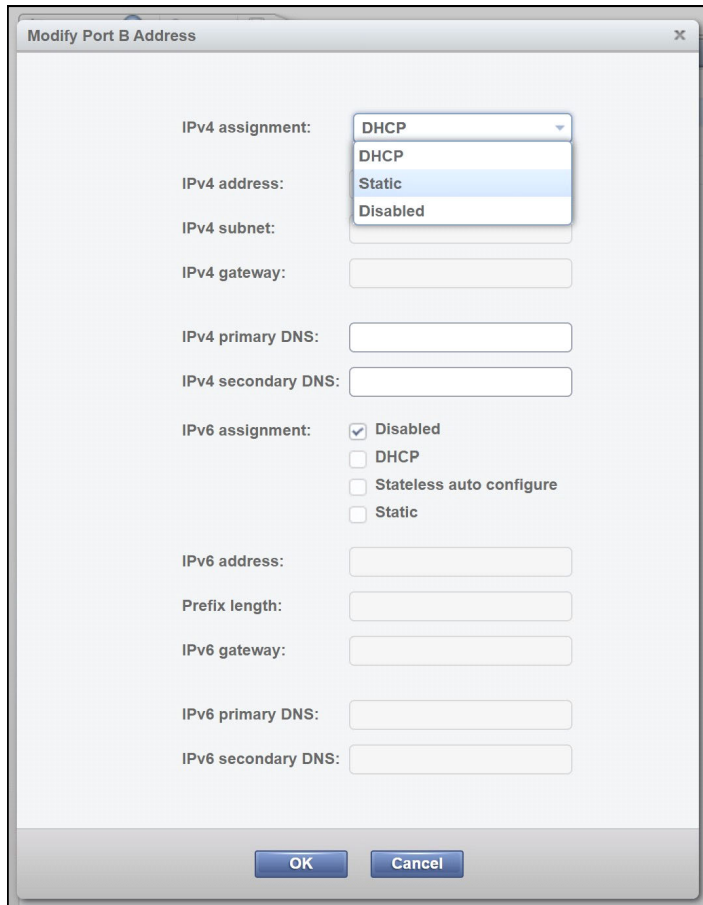 Modify Port B Address x
IPv4 assignment: DHCP
DHCP
IPv4 address: Static
Disabled
IPv4 subnet:
IPv4 gateway:
IPv4 primary DNS:
IPv4 secondary DNS:
IPv6 assignment: Disabled
DHCP
Stateless auto configure
Static
IPv6 address:
Prefix length:
IPv6 gateway:
IPv6 primary DNS:
IPv6 secondary DNS:
OK Cancel